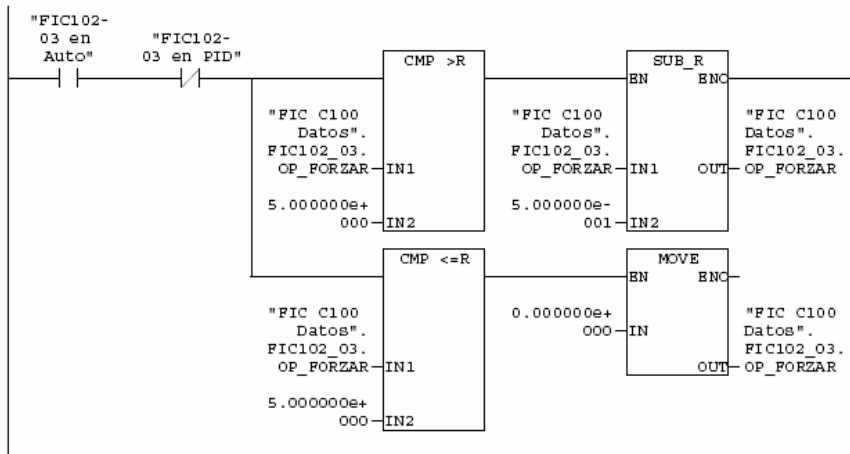 "FIC102-
03 en
Auto"
"FIC102-
03 en PID"
CMP >R
"FIC C100
Datos".
FIC102_03.
OP_FORZAR
IN1
5.000000e+
000
IN2
SUB_R
EN
ENO
"FIC C100
Datos".
FIC102_03.
OP_FORZAR
IN1
5.000000e-
001
IN2
"FIC C100
Datos".
FIC102_03.
OUT
OP_FORZAR
CMP <=R
"FIC C100
Datos".
FIC102_03.
OP_FORZAR
IN1
5.000000e+
000
IN2
MOVE
EN
ENO
0.000000e+
000
IN
"FIC C100
Datos".
FIC102_03.
OUT
OP_FORZAR